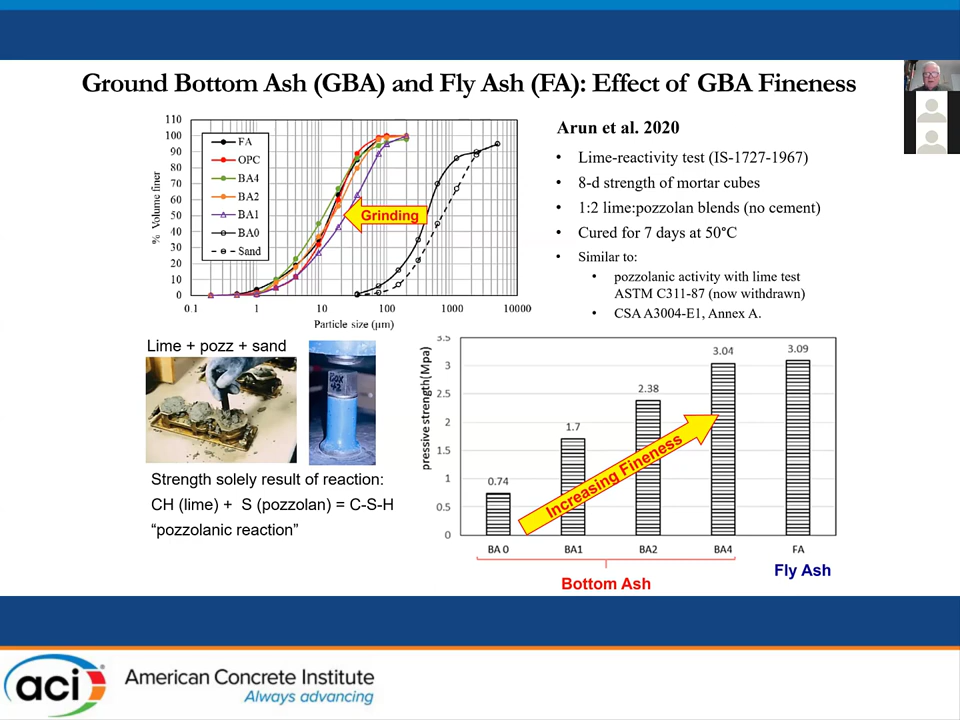 Ground Bottom Ash (GBA) and Fly Ash (FA): Effect of GBA Fineness
110
100
90
80
70
60
50
40
30
20
10
0
% Volume finer
FA
OPC
BA4
BA2
BA1
BA0
Sand
Grinding
0.1
1
10
100
1000
10000
Particle size (μm)
Arun et al. 2020
• Lime-reactivity test (IS-1727-1967)
• 8-d strength of mortar cubes
• 1:2 lime:pozzolan blends (no cement)
• Cured for 7 days at 50°C
• Similar to:
• pozzolanic activity with lime test
ASTM C311-87 (now withdrawn)
• CSA A3004-E1, Annex A.
Lime + pozz + sand
Strength solely result of reaction:
CH (lime) + S (pozzolan) = C-S-H
“pozzolanic reaction”
3.5
3
2.5
2
1.5
1
0.5
0
pressive strength(Mpa)
0.74
1.7
2.38
3.04
3.09
Increasing Fineness
BA 0
BA1
BA2
BA4
FA
Bottom Ash
Fly Ash
aci
American Concrete Institute
Always advancing